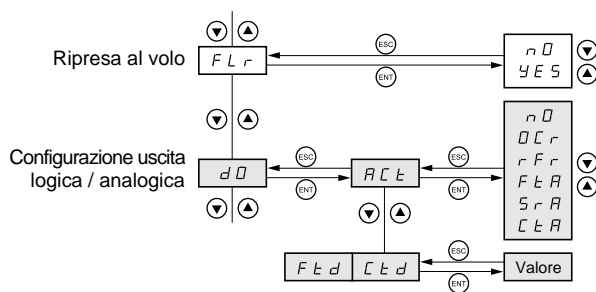 ESC
Ripresa al volo FLr nO
ENT YES
Configurazione uscita
logica / analogica
dO ESC ENT ACt ESC ENT
nO
OCr
rFr
FtA
SrA
CtA
ESC
Ftd Ctd Valore
ENT